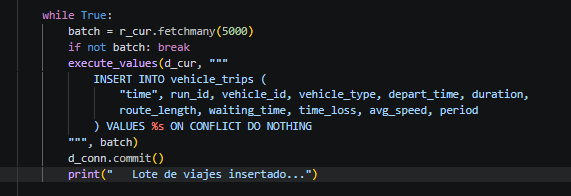 while True:
    batch = r_cur.fetchmany(5000)
    if not batch: break
    execute_values(d_cur, """
        INSERT INTO vehicle_trips (
            "time", run_id, vehicle_id, vehicle_type, depart_time, duration,
            route_length, waiting_time, time_loss, avg_speed, period
        ) VALUES %s ON CONFLICT DO NOTHING
    """, batch)
    d_conn.commit()
    print("   Lote de viajes insertado...")